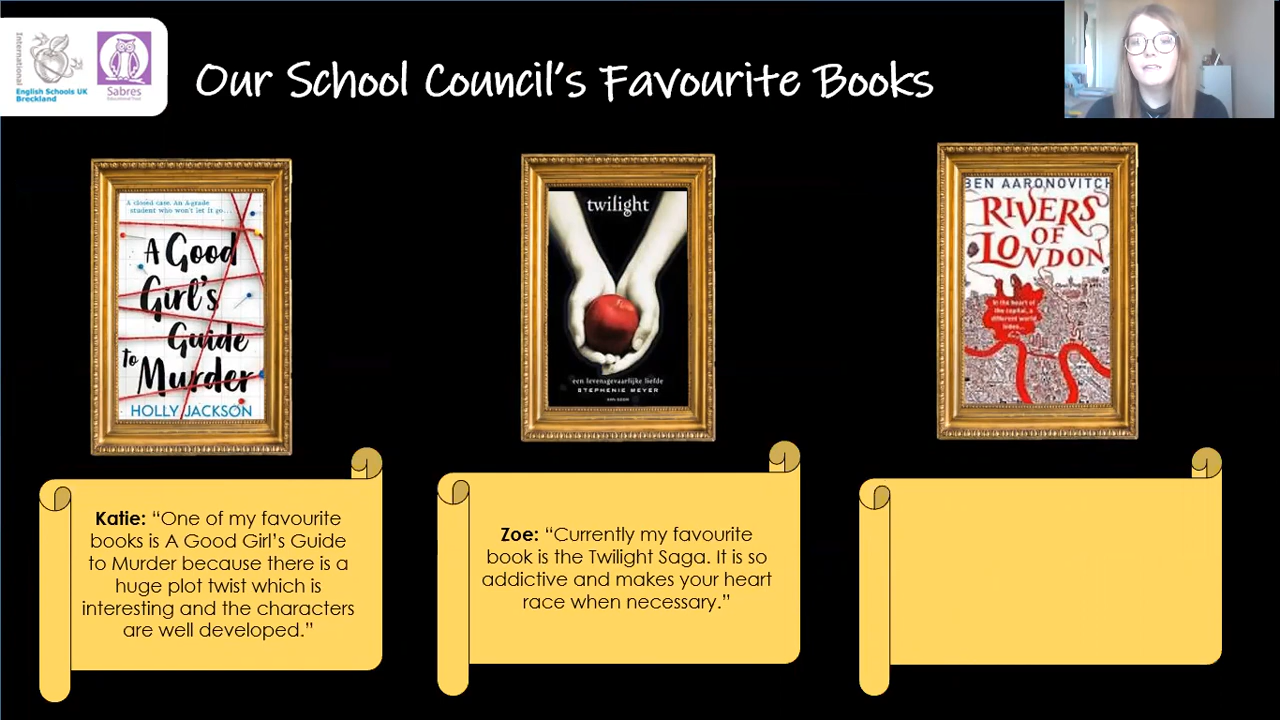 International
English Schools UK
Breckland
Sabres
Educational Trust
Our School Council's Favourite Books
A closed case. An A-grade
student who won't let it go...
A Good
Girl's
Guide
to Murder
HOLLY JACKSON
twilight
een levensgevaarlijke liefde
STEPHENIE MEYER
BEN AARONOVITCH
RIVERS
OF
LONDON
In the heart of
the capital, a
different world
hides...
Katie: “One of my favourite
books is A Good Girl’s Guide
to Murder because there is a
huge plot twist which is
interesting and the characters
are well developed.”
Zoe: “Currently my favourite
book is the Twilight Saga. It is so
addictive and makes your heart
race when necessary.”